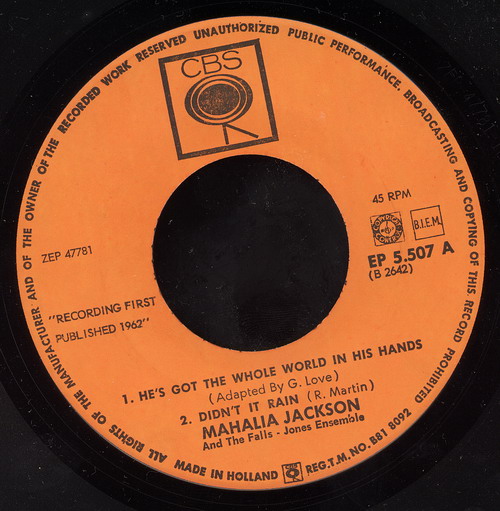 ALL RIGHTS OF THE MANUFACTURER AND OF THE OWNER OF THE RECORDED WORK RESERVED UNAUTHORIZED PUBLIC PERFORMANCE, BROADCASTING AND COPYING OF THIS RECORD PROHIBITED
CBS
45 RPM
B.I.E.M.
EP 5.507 A
(B 2642)
ZEP 47781
"RECORDING FIRST
PUBLISHED 1962"
1. HE'S GOT THE WHOLE WORLD IN HIS HANDS
(Adapted By G. Love)
2. DIDN'T IT RAIN (R. Martin)
MAHALIA JACKSON
And The Falls - Jones Ensemble
MADE IN HOLLAND CBS REG.T.M. NO. 881 8092